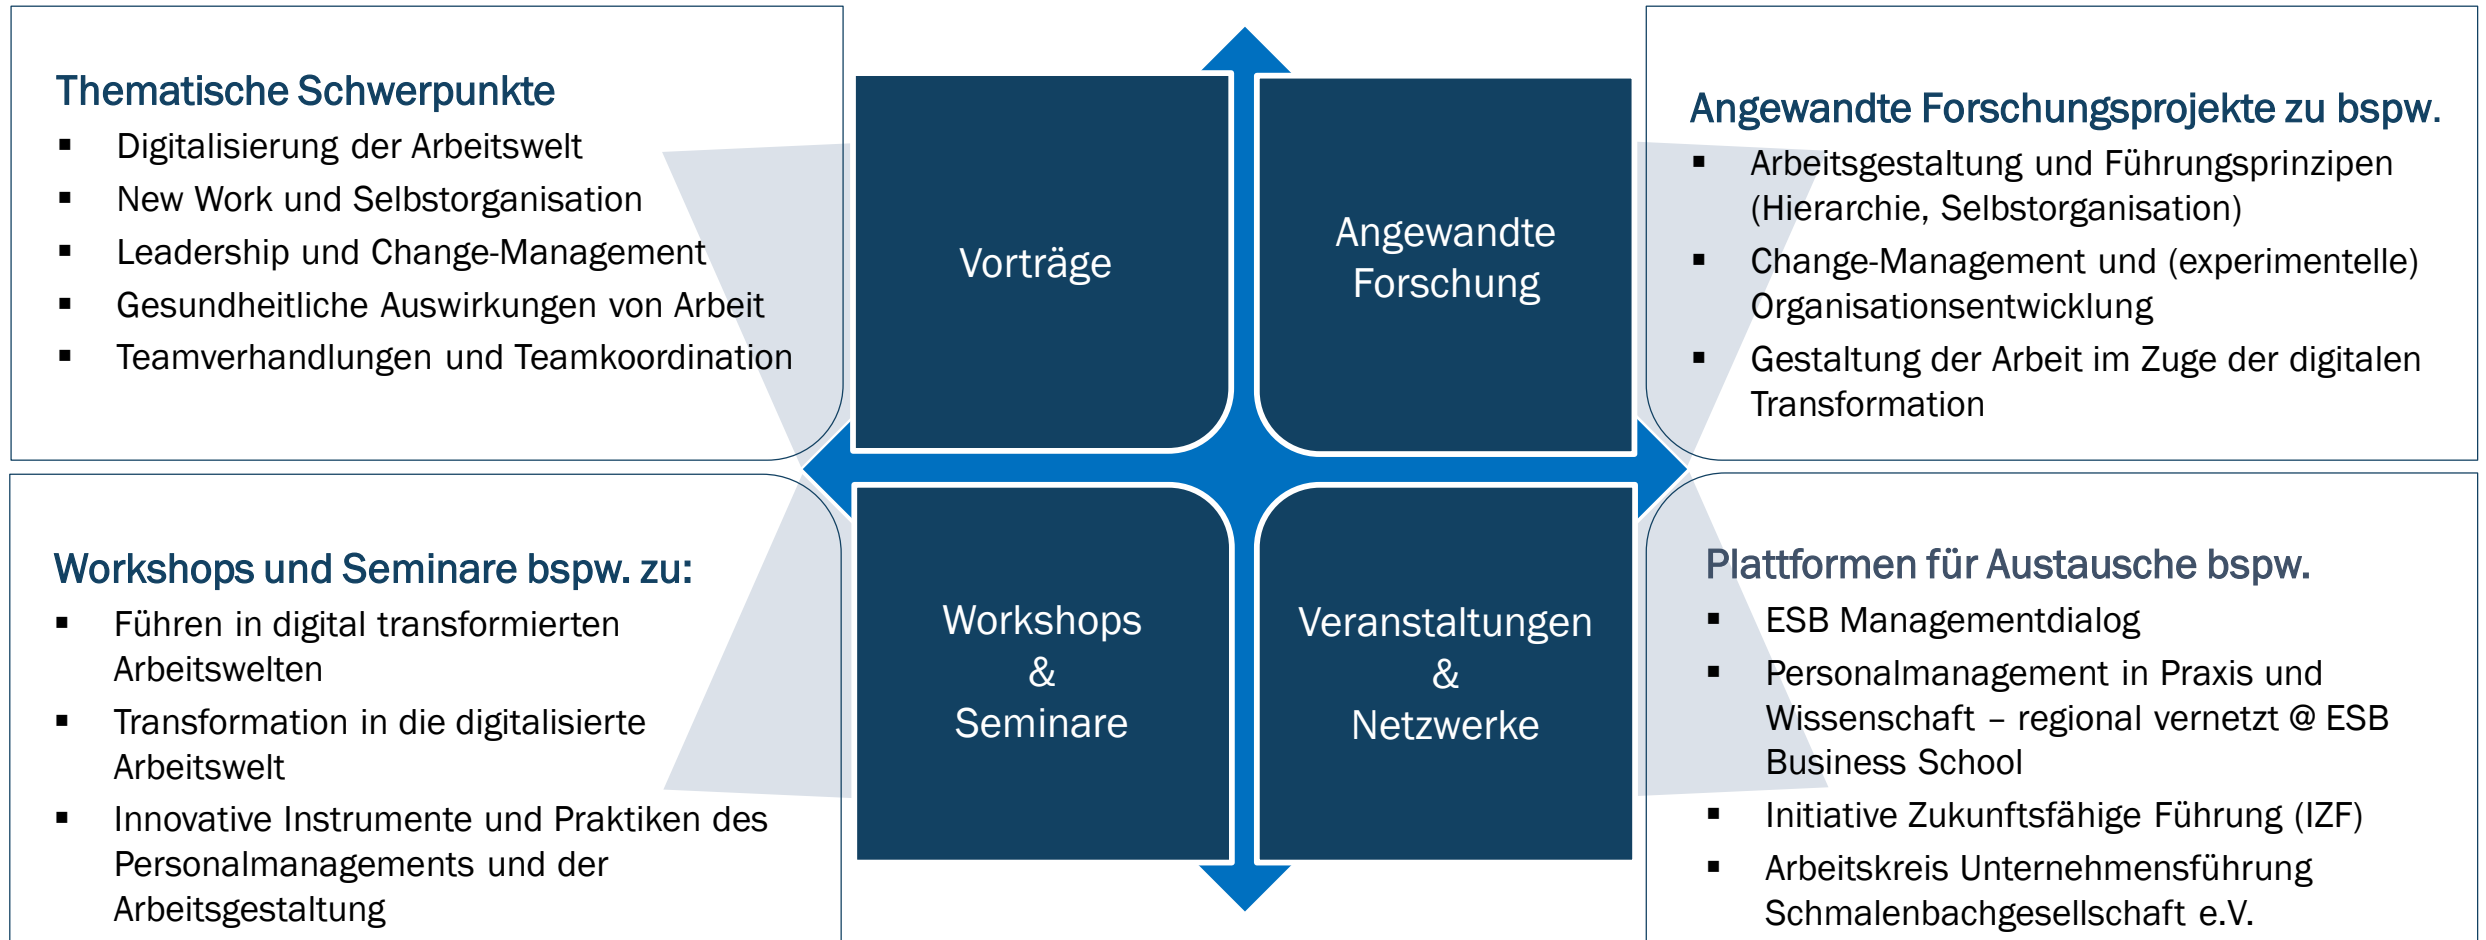 Thematische Schwerpunkte
▪ Digitalisierung der Arbeitswelt
▪ New Work und Selbstorganisation
▪ Leadership und Change-Management
▪ Gesundheitliche Auswirkungen von Arbeit
▪ Teamverhandlungen und Teamkoordination
Vorträge
Angewandte
Forschung
Angewandte Forschungsprojekte zu bspw.
▪ Arbeitsgestaltung und Führungsprinzipen
(Hierarchie, Selbstorganisation)
▪ Change-Management und (experimentelle)
Organisationsentwicklung
▪ Gestaltung der Arbeit im Zuge der digitalen
Transformation
Workshops und Seminare bspw. zu:
▪ Führen in digital transformierten
Arbeitswelten
▪ Transformation in die digitalisierte
Arbeitswelt
▪ Innovative Instrumente und Praktiken des
Personalmanagements und der
Arbeitsgestaltung
Workshops
&
Seminare
Veranstaltungen
&
Netzwerke
Plattformen für Austausche bspw.
▪ ESB Managementdialog
▪ Personalmanagement in Praxis und
Wissenschaft – regional vernetzt @ ESB
Business School
▪ Initiative Zukunftsfähige Führung (IZF)
▪ Arbeitskreis Unternehmensführung
Schmalenbachgesellschaft e.V.